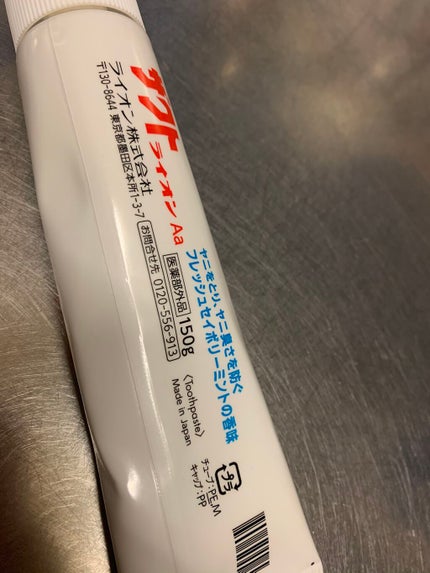 ザクト ライオン Aa
ライオン株式会社
〒130-8644 東京都墨田区本所1-3-7 お問合せ先 0120-556-913
医薬部外品 150g
ヤニをとり、ヤニ臭さを防ぐ
フレッシュセイボリーミントの香味
〈Toothpaste〉
Made in Japan
プラ
チューブ:PE,M
キャップ:PP